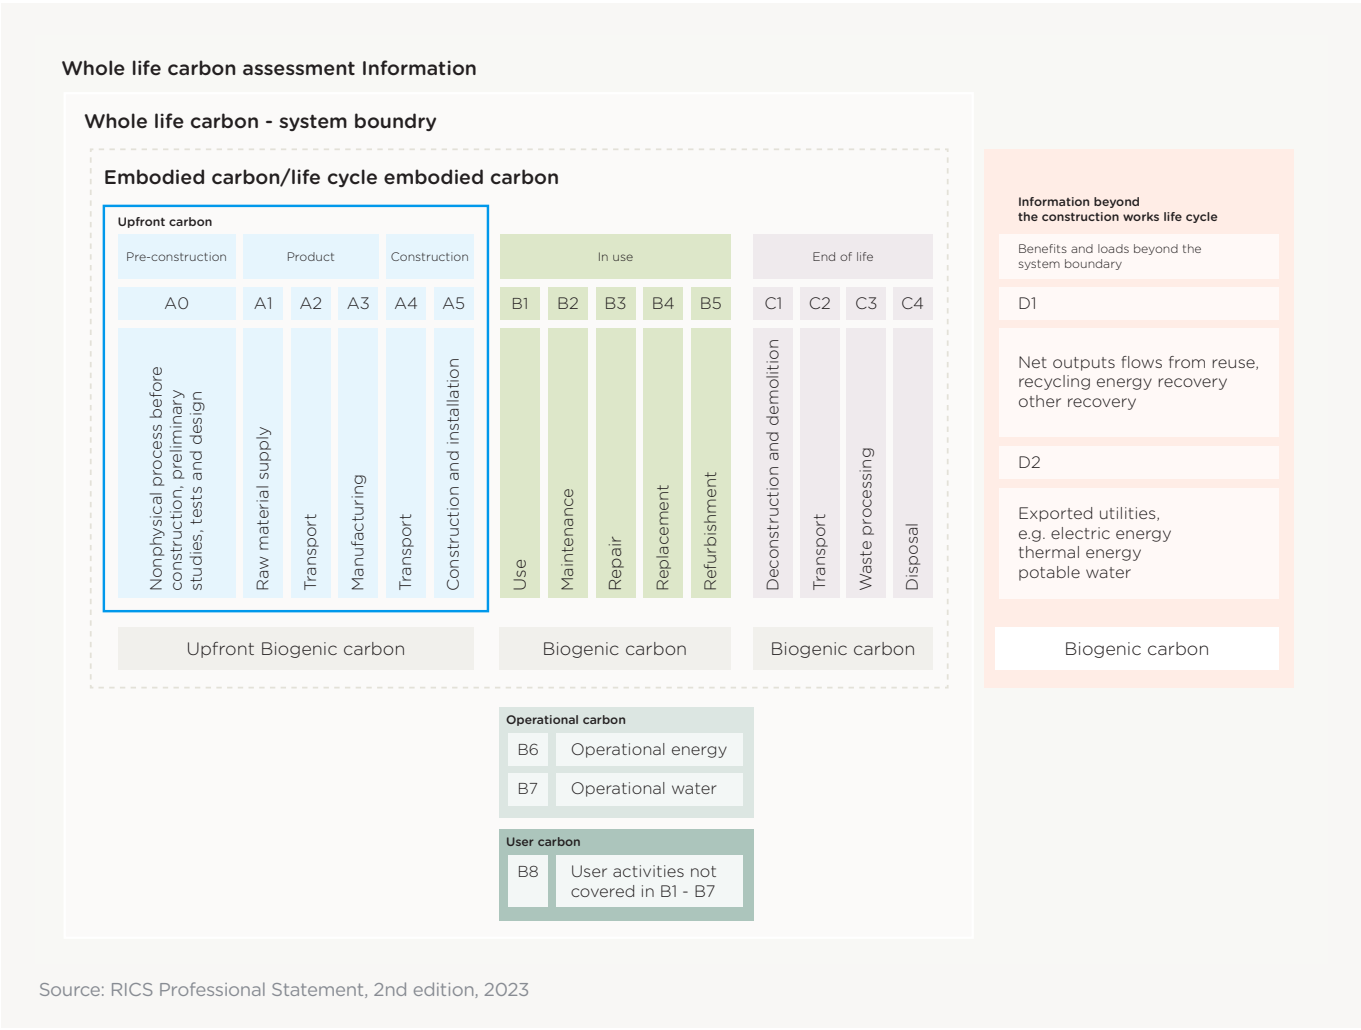 Whole life carbon assessment Information
Whole life carbon - system boundry
Embodied carbon/life cycle embodied carbon
Upfront carbon
Pre-construction
Product
Construction
In use
End of life
A0
A1
A2
A3
A4
A5
B1
B2
B3
B4
B5
C1
C2
C3
C4
Nonphysical process before
construction, preliminary
studies, tests and design
Raw material supply
Transport
Manufacturing
Transport
Construction and installation
Use
Maintenance
Repair
Replacement
Refurbishment
Deconstruction and demolition
Transport
Waste processing
Disposal
Upfront Biogenic carbon
Biogenic carbon
Biogenic carbon
Information beyond
the construction works life cycle
Benefits and loads beyond the
system boundary
D1
Net outputs flows from reuse,
recycling energy recovery
other recovery
D2
Exported utilities,
e.g. electric energy
thermal energy
potable water
Biogenic carbon
Operational carbon
B6
Operational energy
B7
Operational water
User carbon
B8
User activities not
covered in B1 - B7
Source: RICS Professional Statement, 2nd edition, 2023